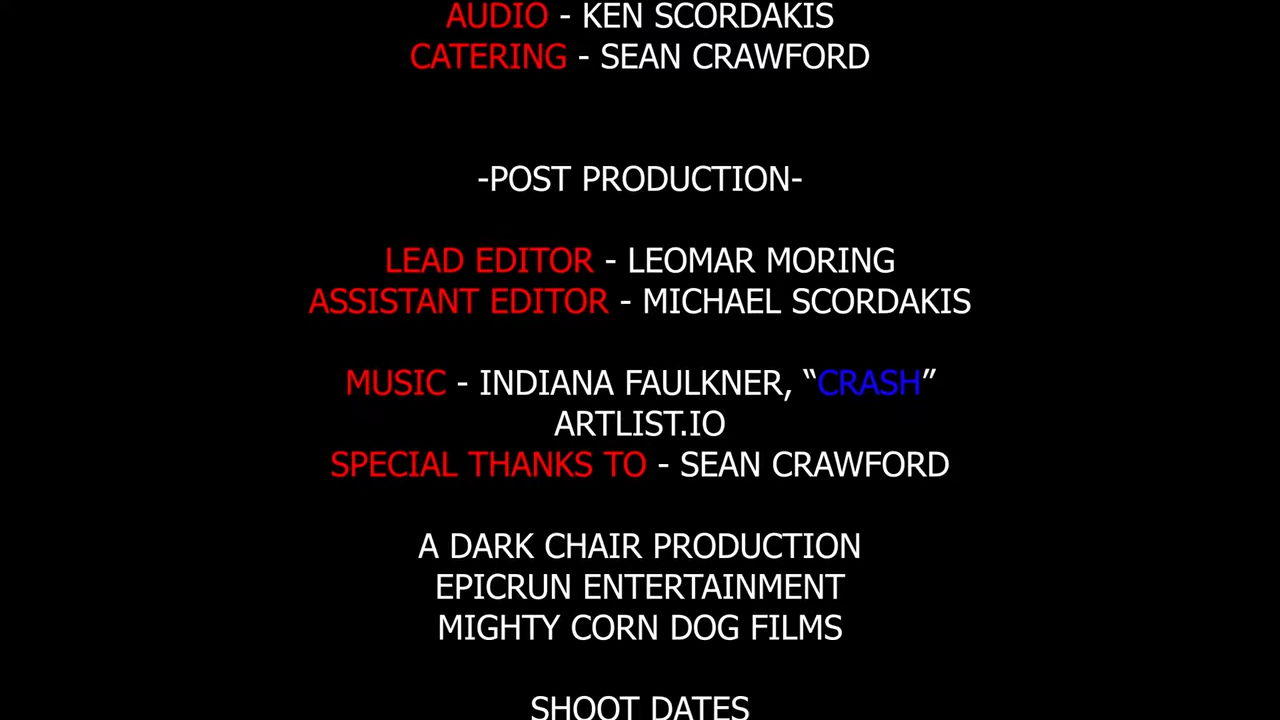 AUDIO - KEN SCORDAKIS
CATERING - SEAN CRAWFORD
-POST PRODUCTION-
LEAD EDITOR - LEOMAR MORING
ASSISTANT EDITOR - MICHAEL SCORDAKIS
MUSIC - INDIANA FAULKNER, “CRASH”
ARTLIST.IO
SPECIAL THANKS TO - SEAN CRAWFORD
A DARK CHAIR PRODUCTION
EPICRUN ENTERTAINMENT
MIGHTY CORN DOG FILMS
SHOOT DATES